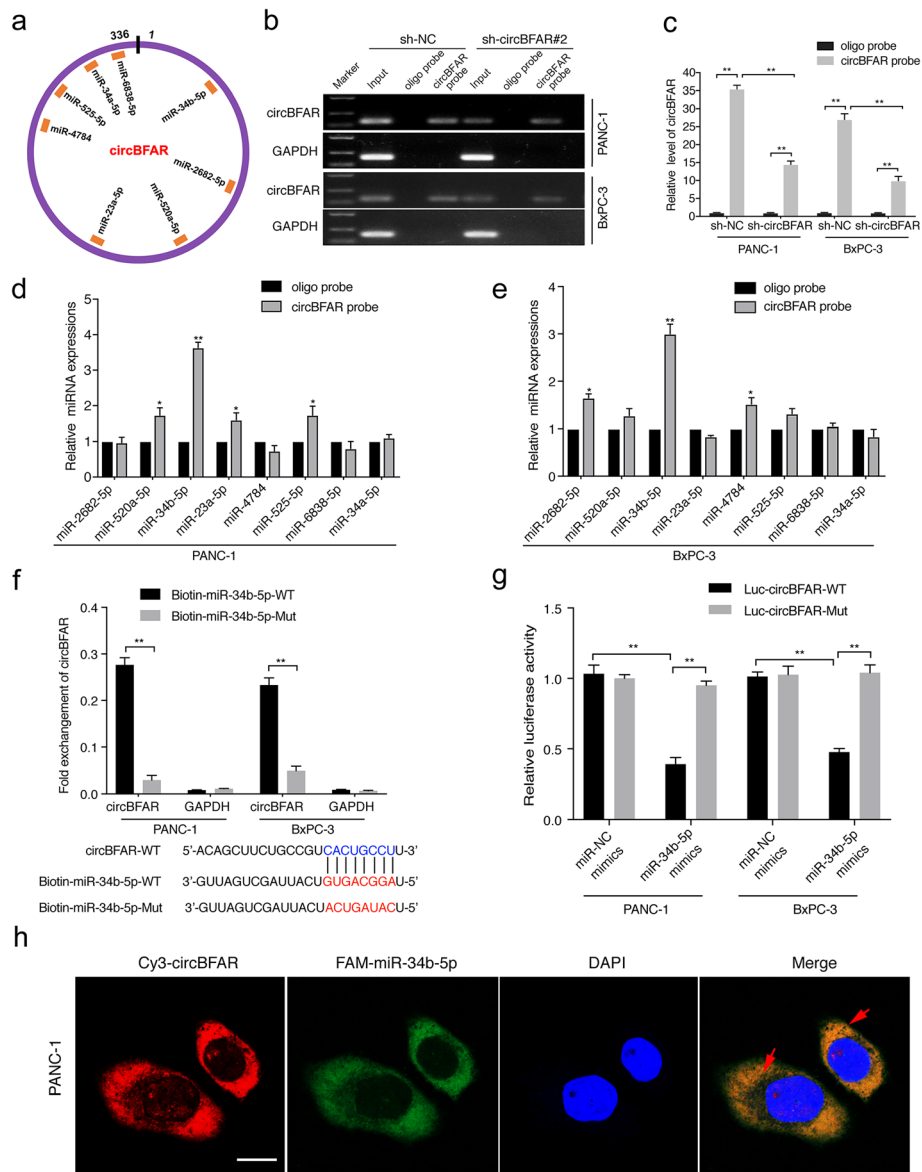 a
336 1
miR-6838-5p
miR-34a-5p
miR-525-5p
miR-4784
miR-34b-5p
circBFAR
miR-2682-5p
miR-23a-5p
miR-520a-5p
b
sh-NC sh-circBFAR#2
Marker Input oligo probe circBFAR probe Input oligo probe circBFAR probe
circBFAR
GAPDH
PANC-1
circBFAR
GAPDH
BxPC-3
c
oligo probe
circBFAR probe
Relative level of circBFAR
40
35
30
25
20
15
10
5
0
** ** ** ** ** **
sh-NC sh-circBFAR sh-NC sh-circBFAR
PANC-1 BxPC-3
d
oligo probe
circBFAR probe
Relative miRNA expressions
5
4
3
2
1
0
* ** * *
miR-2682-5p miR-520a-5p miR-34b-5p miR-23a-5p miR-4784 miR-525-5p miR-6838-5p miR-34a-5p
PANC-1
e
oligo probe
circBFAR probe
Relative miRNA expressions
4
3
2
1
0
* ** *
miR-2682-5p miR-520a-5p miR-34b-5p miR-23a-5p miR-4784 miR-525-5p miR-6838-5p miR-34a-5p
BxPC-3
f
Biotin-miR-34b-5p-WT
Biotin-miR-34b-5p-Mut
Fold exchangement of circBFAR
0.4
0.3
0.2
0.1
0.0
** **
circBFAR GAPDH circBFAR GAPDH
PANC-1 BxPC-3
circBFAR-WT 5'-ACAGCUUCUGCCGUCACUGCCUU-3'
Biotin-miR-34b-5p-WT 3'-GUUAGUCGAUUACUGUGACGGAU-5'
Biotin-miR-34b-5p-Mut 3'-GUUAGUCGAUUACUACUGAUACU-5'
g
Luc-circBFAR-WT
Luc-circBFAR-Mut
Relative luciferase activity
1.5
1.0
0.5
0.0
** ** ** **
miR-NC mimics miR-34b-5p mimics miR-NC mimics miR-34b-5p mimics
PANC-1 BxPC-3
h
Cy3-circBFAR FAM-miR-34b-5p DAPI Merge
PANC-1